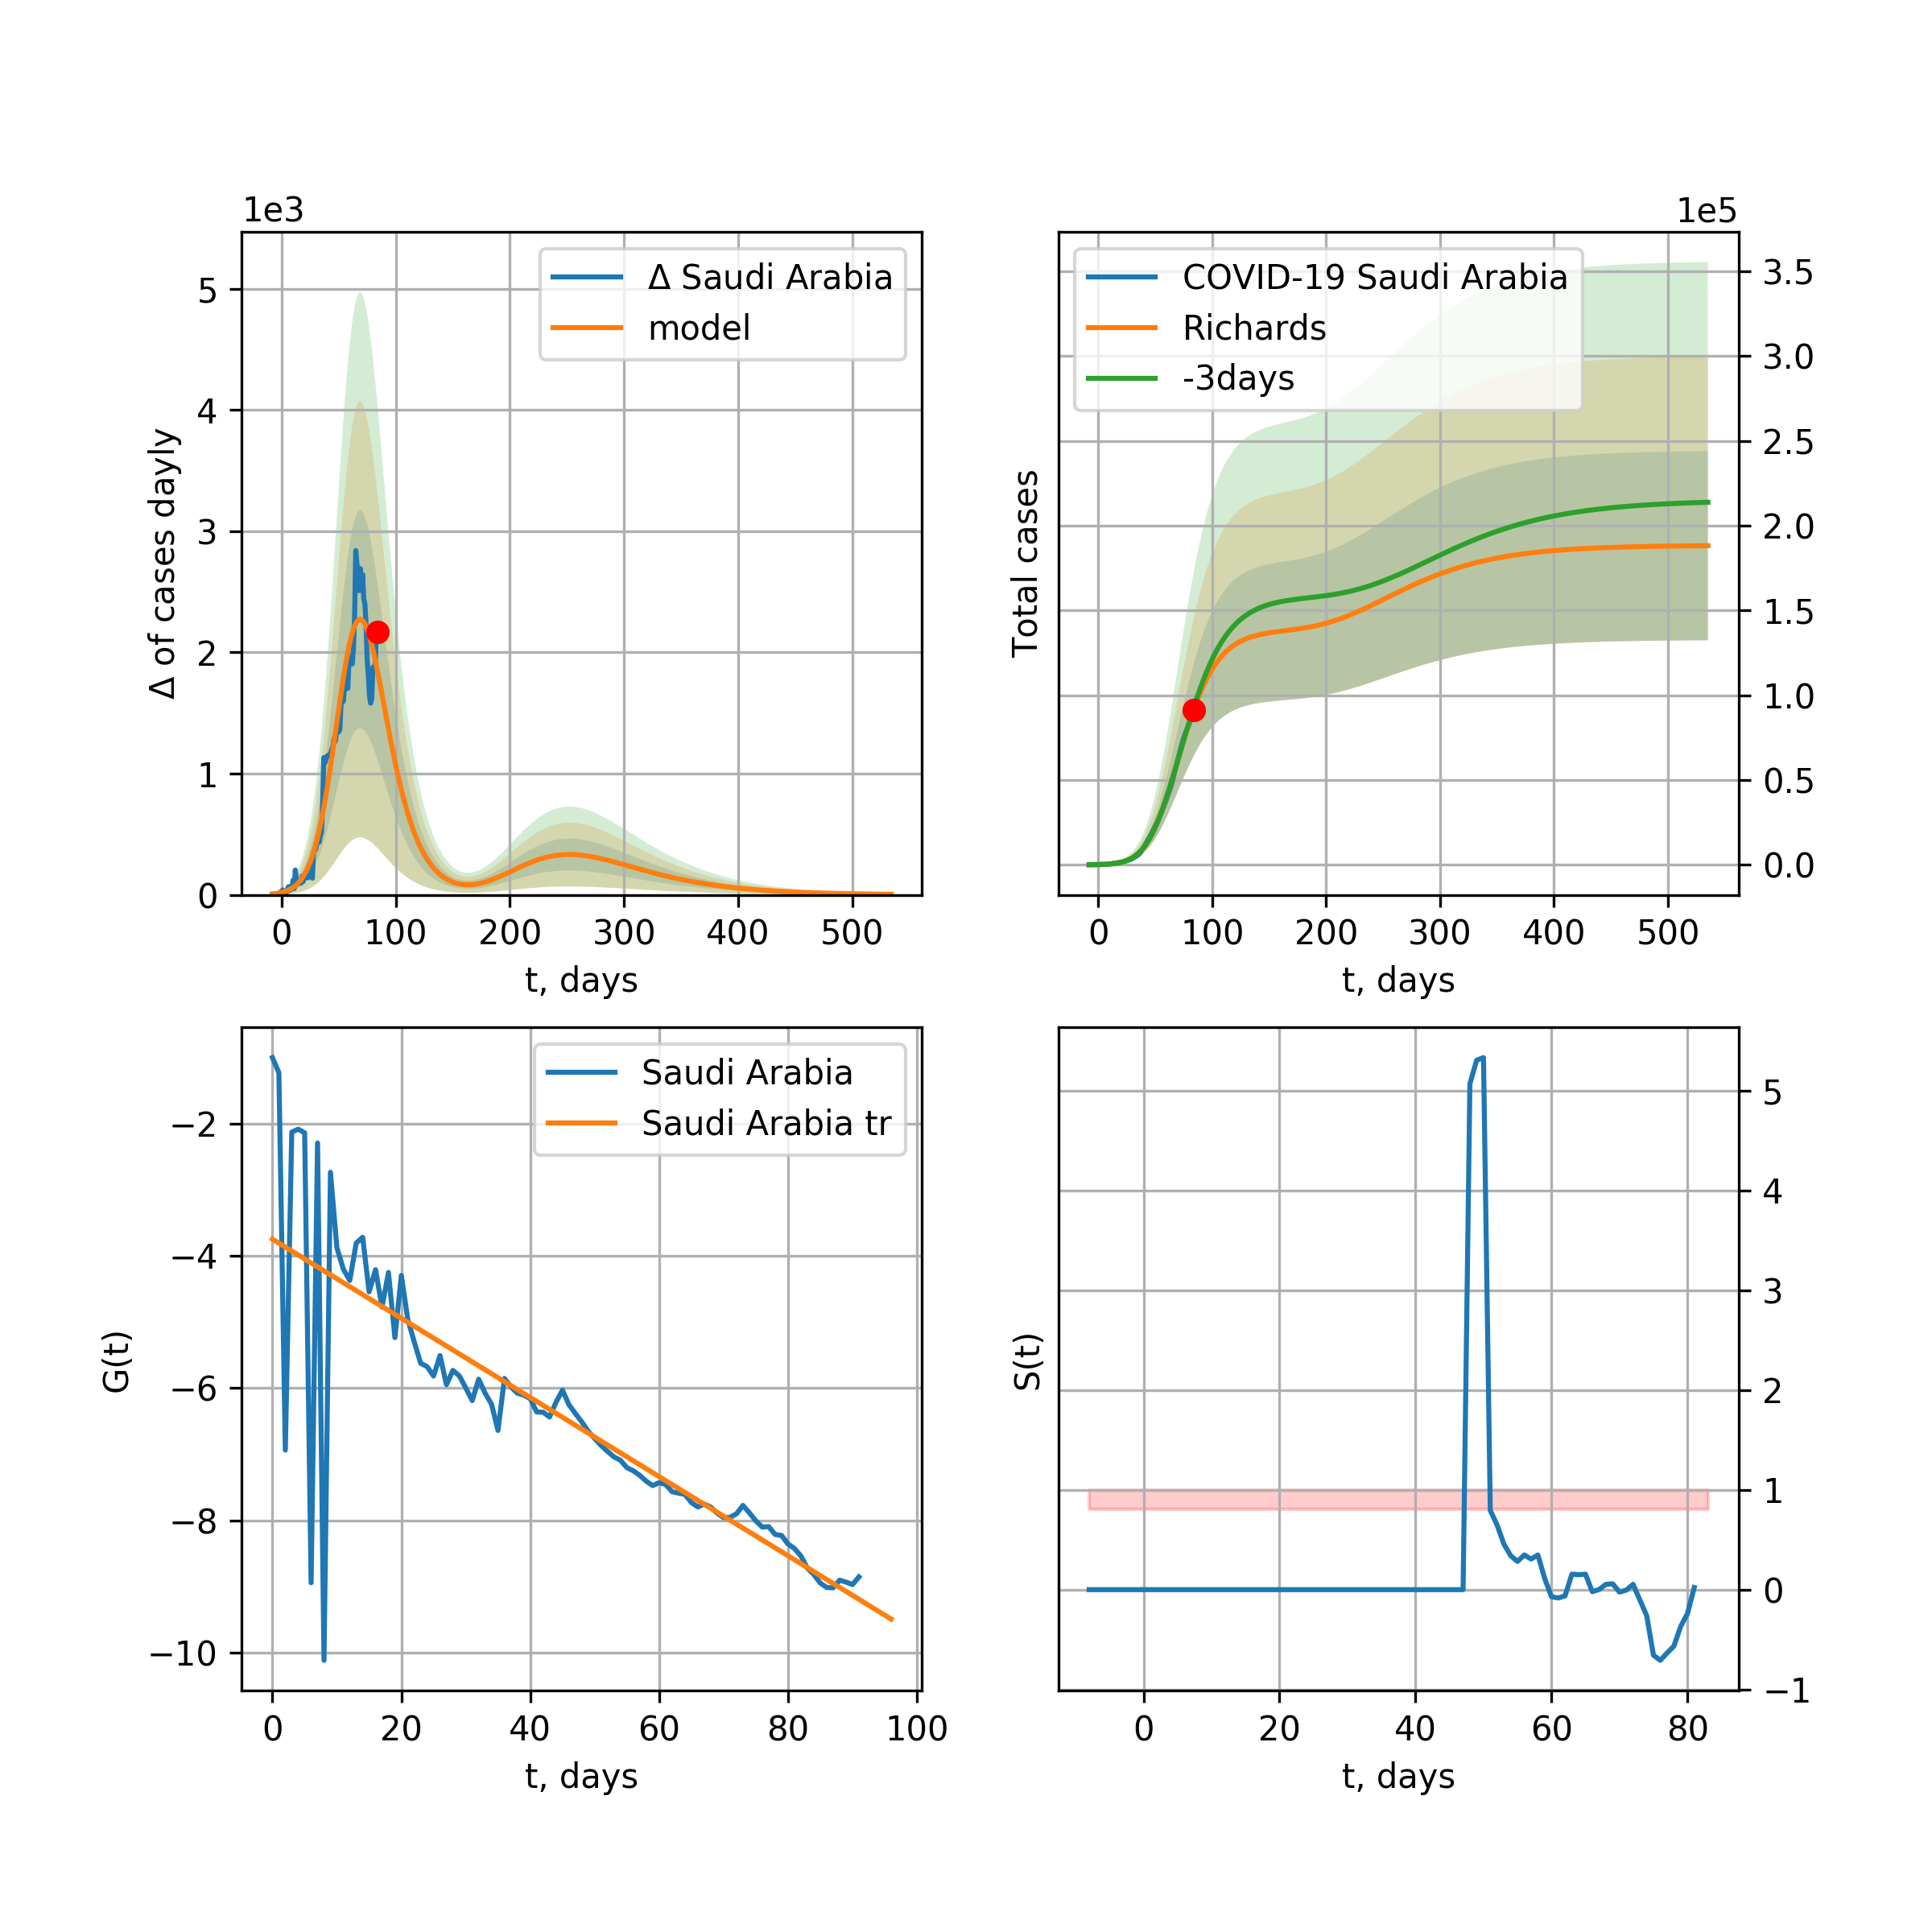 1e3
Δ of cases dayly
5
4
3
2
1
0
Δ Saudi Arabia
model
0 100 200 300 400 500
t, days
1e5
Total cases
COVID-19 Saudi Arabia
Richards
-3days
3.5
3.0
2.5
2.0
1.5
1.0
0.5
0.0
0 100 200 300 400 500
t, days
G(t)
−2
−4
−6
−8
−10
Saudi Arabia
Saudi Arabia tr
0 20 40 60 80 100
t, days
S(t)
5
4
3
2
1
0
−1
0 20 40 60 80
t, days